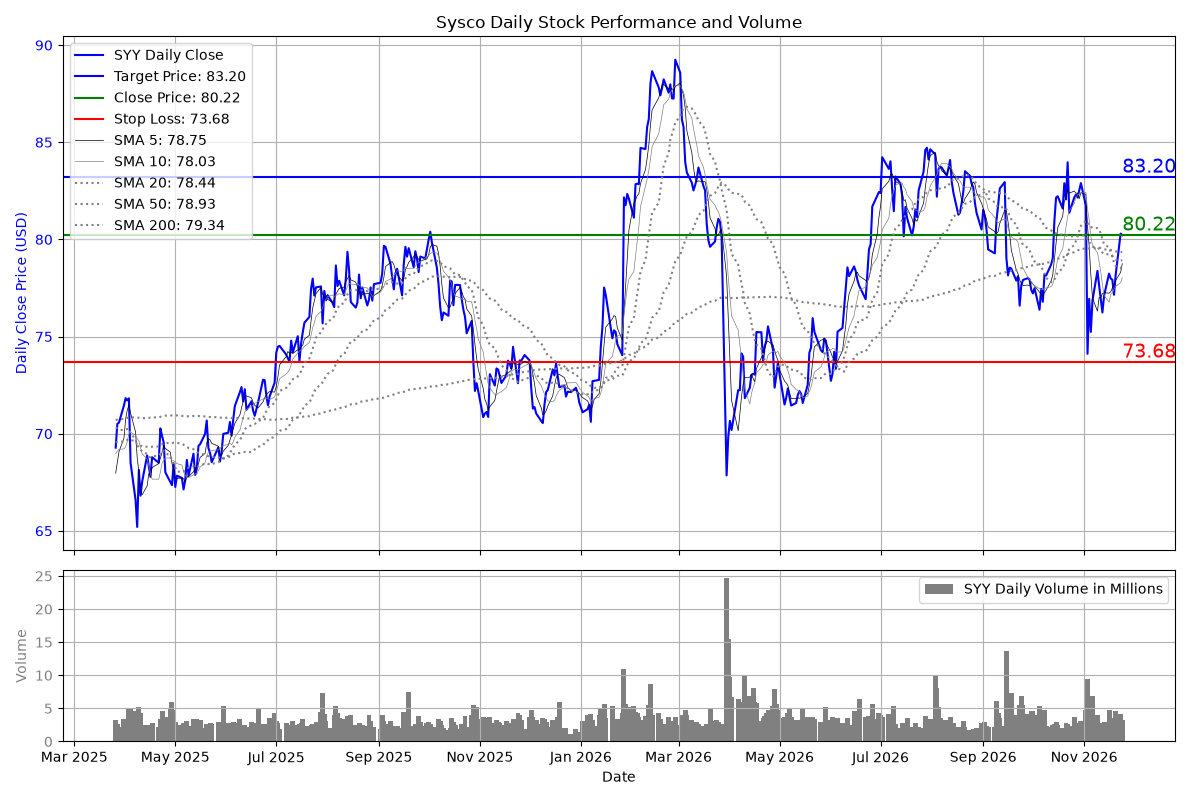 Sysco Daily Stock Performance and Volume
90
85
80
75
70
65
Daily Close Price (USD)
SYY Daily Close
Target Price: 83.20
Close Price: 80.22
Stop Loss: 73.68
SMA 5: 78.75
SMA 10: 78.03
SMA 20: 78.44
SMA 50: 78.93
SMA 200: 79.34
83.20
80.22
73.68
25
20
15
10
5
0
Volume
SYY Daily Volume in Millions
Mar 2025 May 2025 Jul 2025 Sep 2025 Nov 2025 Jan 2026 Mar 2026 May 2026 Jul 2026 Sep 2026 Nov 2026
Date